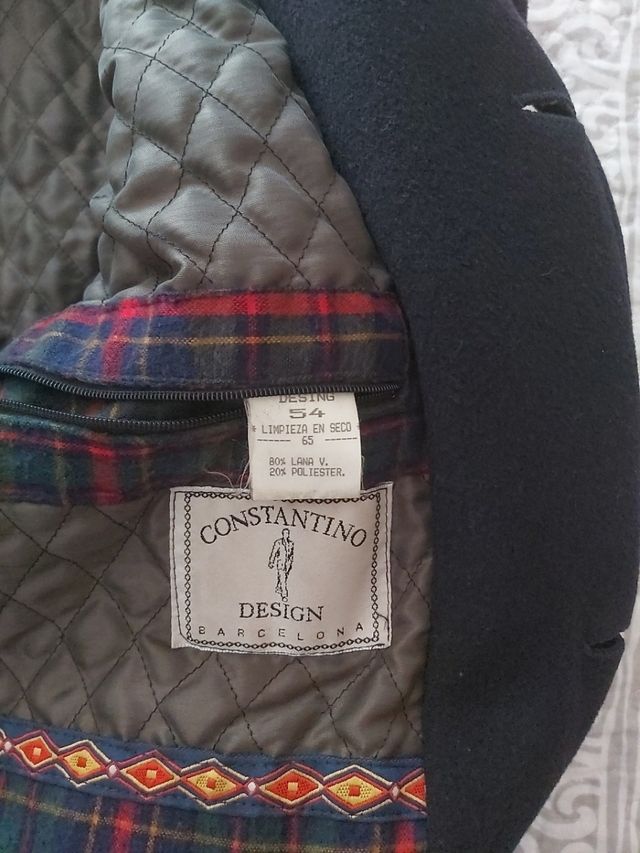 DESING
54
* LIMPIEZA EN SECO *
65
80% LANA V.
20% POLIESTER.
CONSTANTINO
DESIGN
BARCELONA